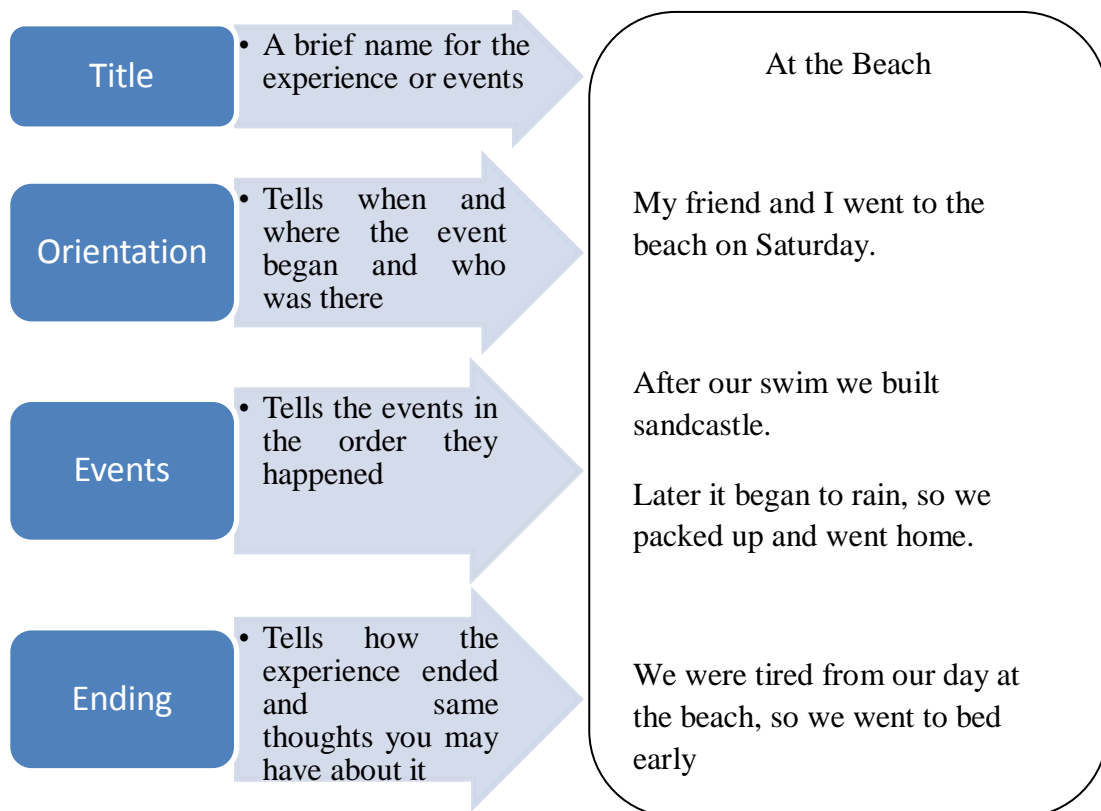 Title
• A brief name for the
experience or events
At the Beach
Orientation
• Tells when and
where the event
began and who
was there
My friend and I went to the
beach on Saturday.
Events
• Tells the events in
the order they
happened
After our swim we built
sandcastle.
Later it began to rain, so we
packed up and went home.
Ending
• Tells how the
experience ended
and same
thoughts you may
have about it
We were tired from our day at
the beach, so we went to bed
early